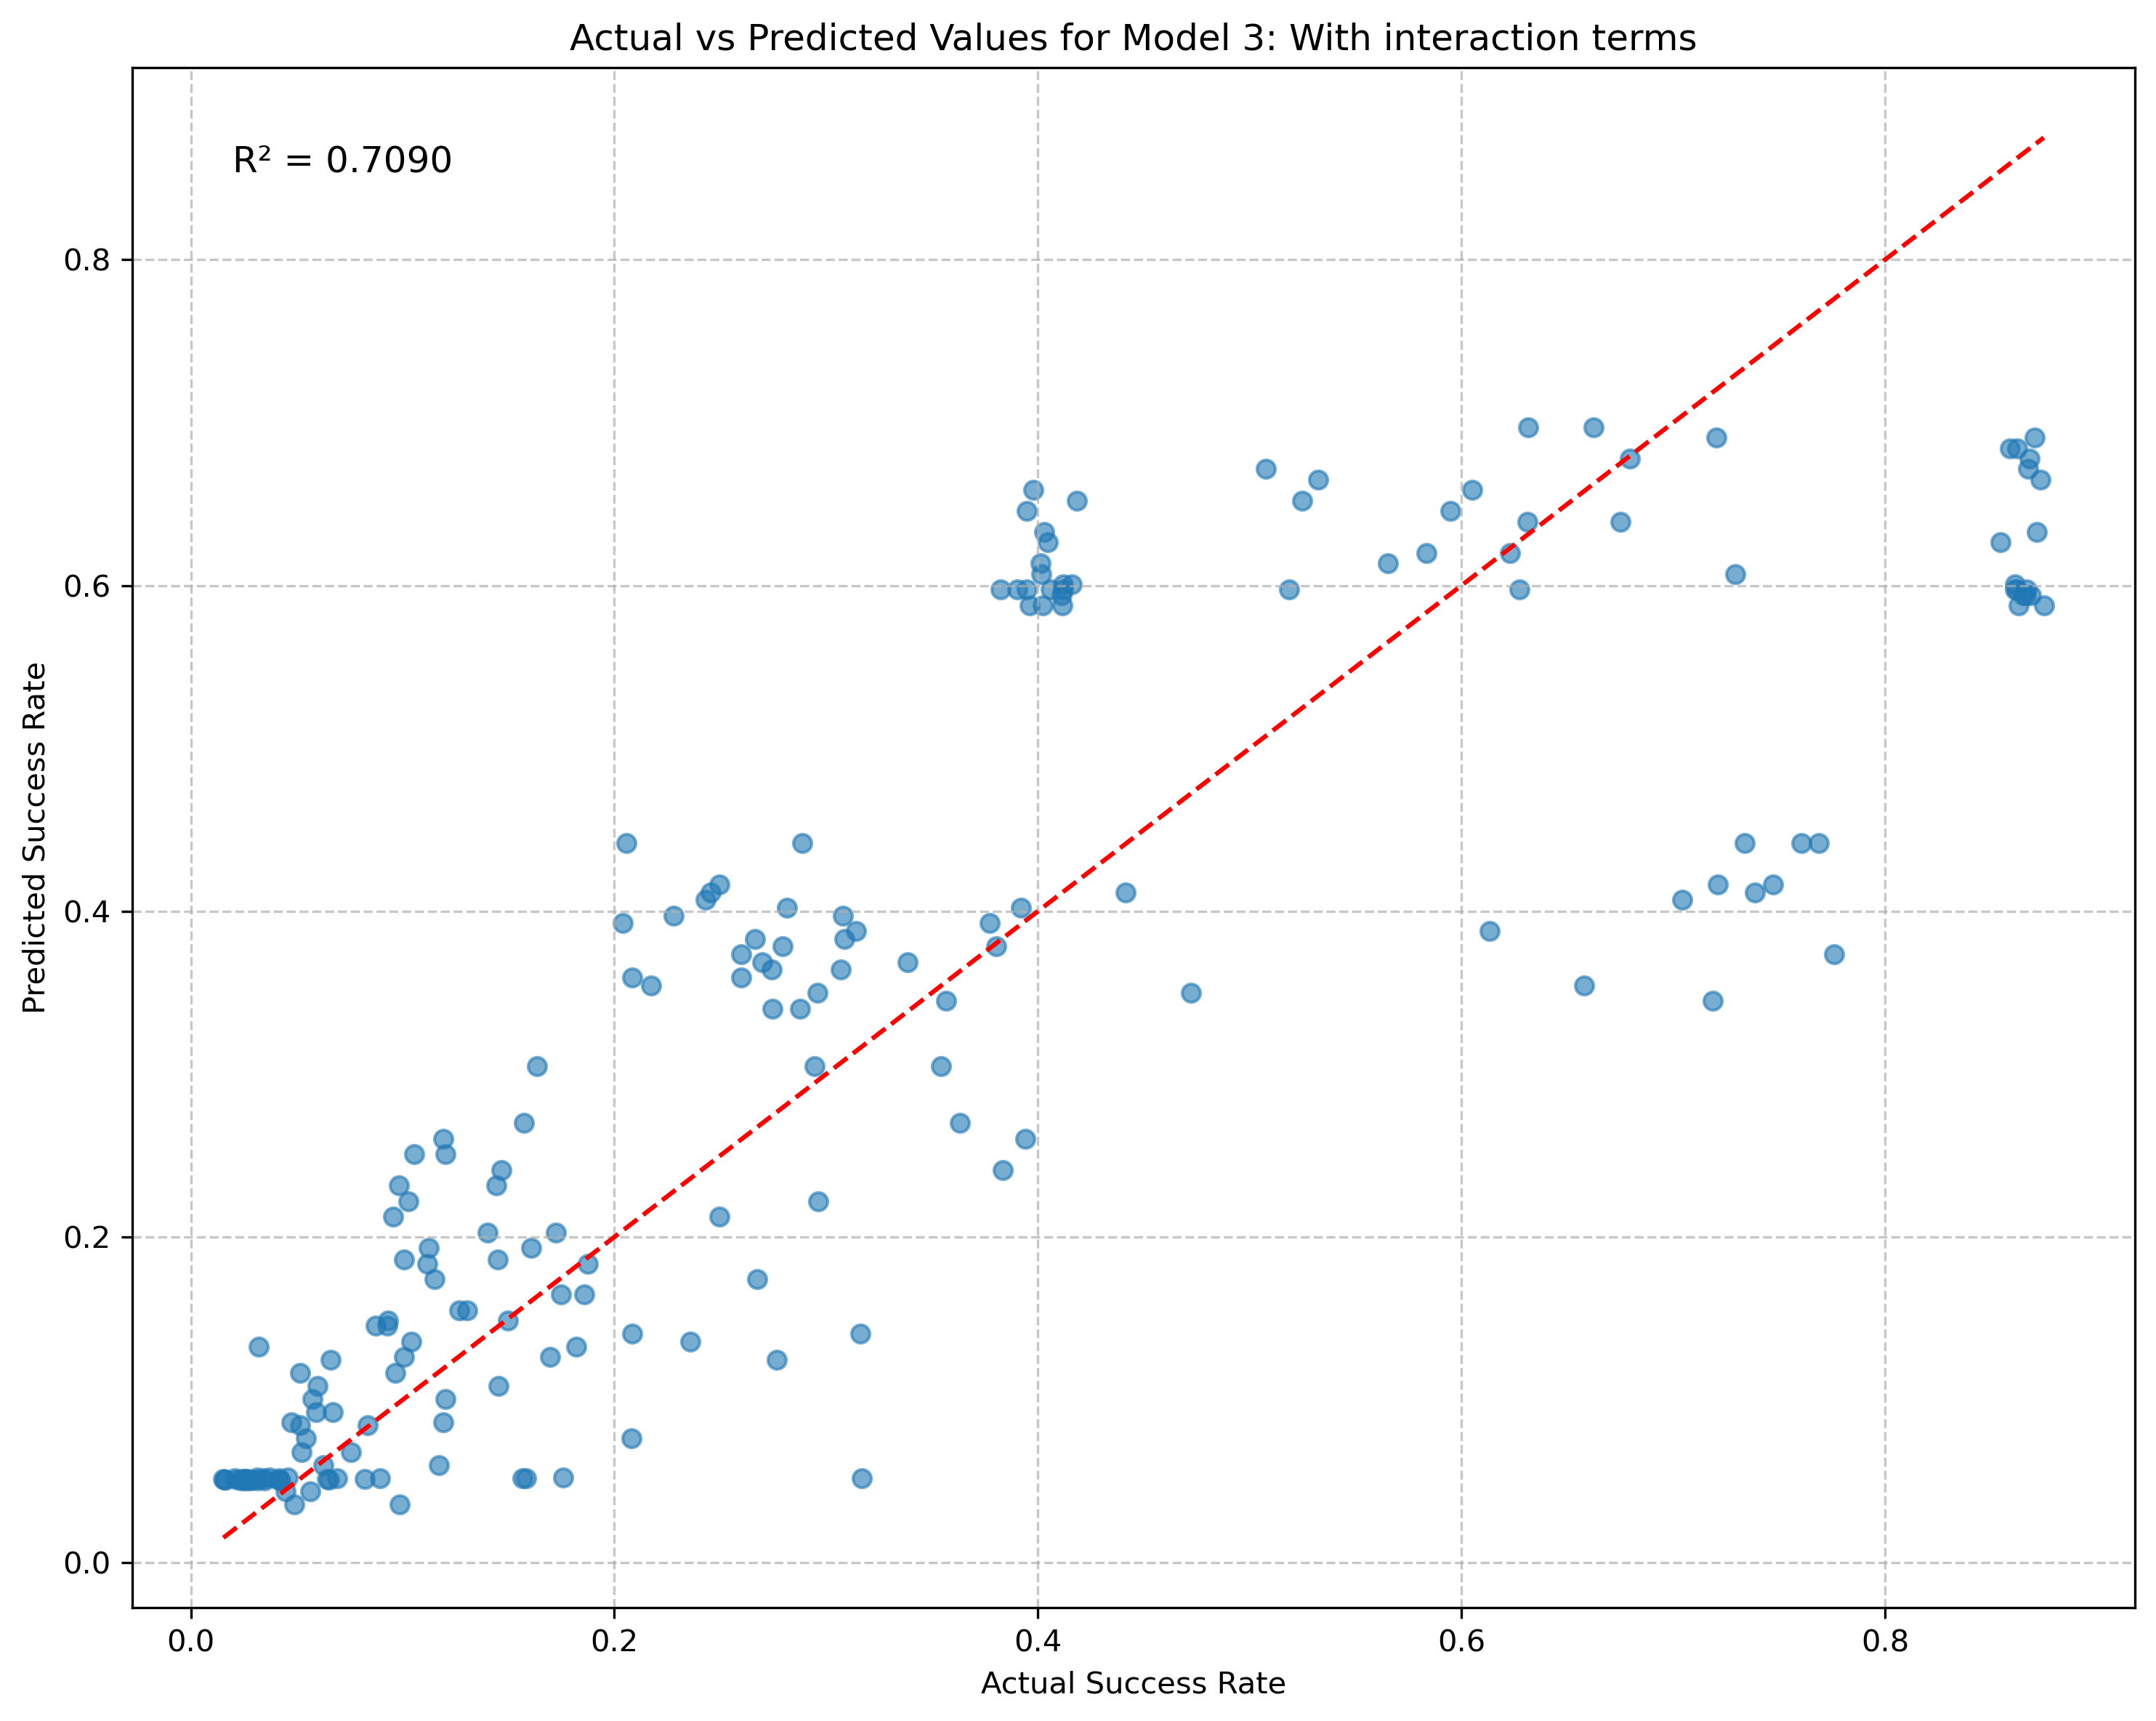 Actual vs Predicted Values for Model 3: With interaction terms
R² = 0.7090
Predicted Success Rate
0.8
0.6
0.4
0.2
0.0
0.0 0.2 0.4 0.6 0.8
Actual Success Rate